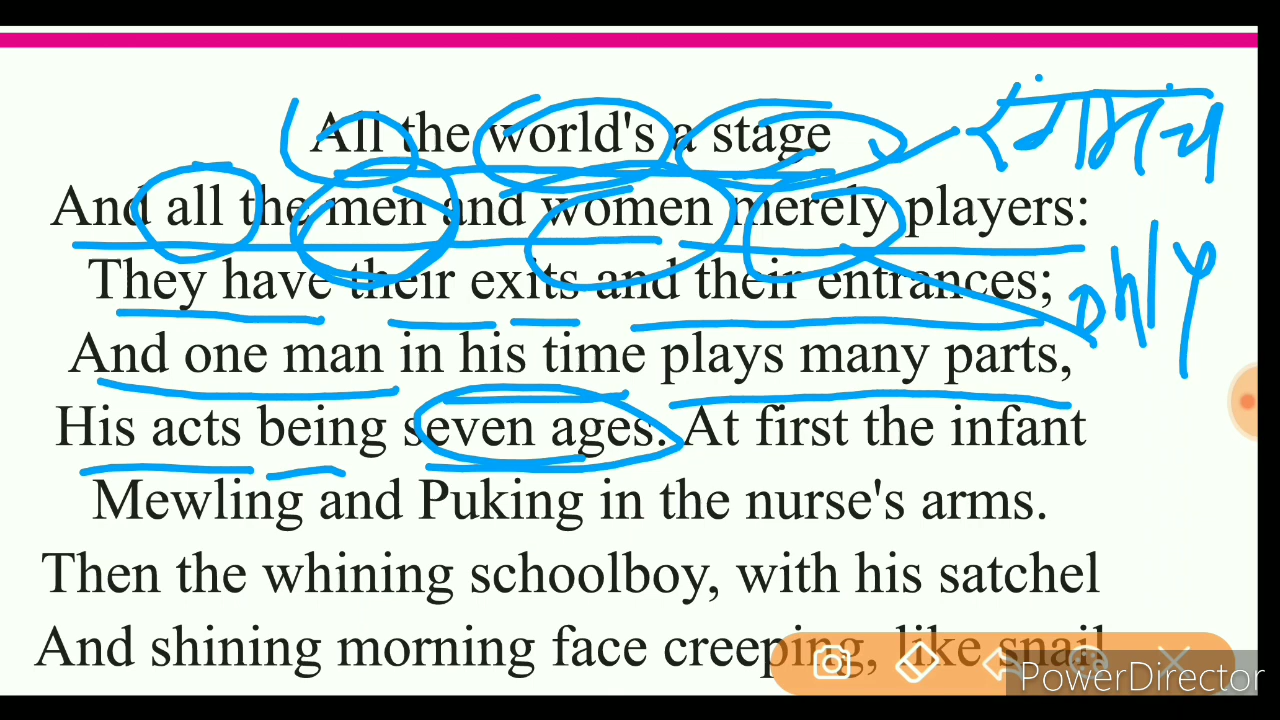 All the world's a stage
रंगमंच
And all the men and women merely players:
only
They have their exits and their entrances;
And one man in his time plays many parts,
His acts being seven ages. At first the infant
Mewling and Puking in the nurse's arms.
Then the whining schoolboy, with his satchel
And shining morning face creeping, like snail
PowerDirector